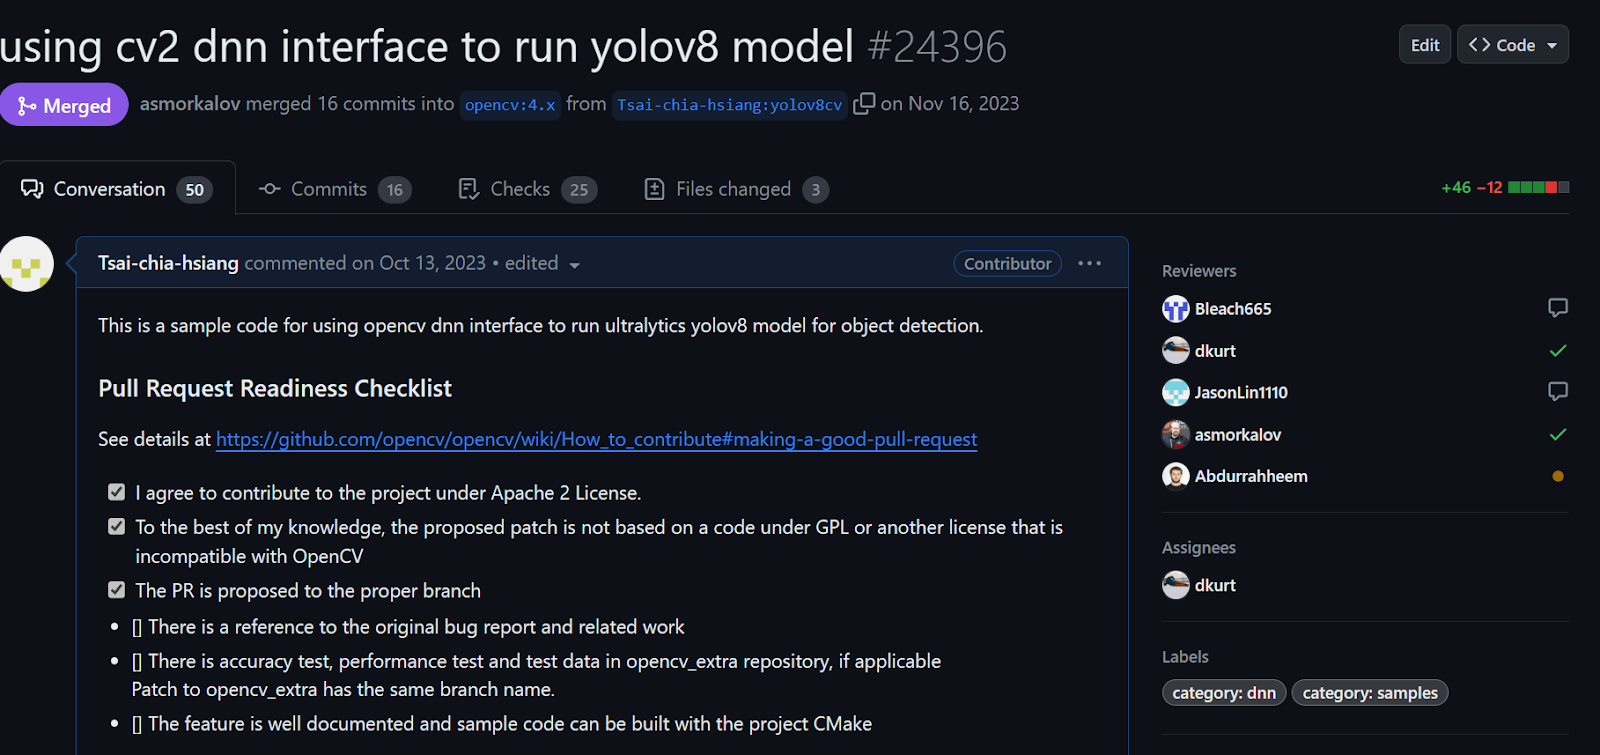 using cv2 dnn interface to run yolov8 model #24396
Edit
Code
Merged
asmorkalov merged 16 commits into opencv:4.x from Tsai-chia-hsiang:yolov8cv on Nov 16, 2023
Conversation 50
Commits 16
Checks 25
Files changed 3
+46 −12
Tsai-chia-hsiang commented on Oct 13, 2023 • edited
Contributor
This is a sample code for using opencv dnn interface to run ultralytics yolov8 model for object detection.
Pull Request Readiness Checklist
See details at https://github.com/opencv/opencv/wiki/How_to_contribute#making-a-good-pull-request
I agree to contribute to the project under Apache 2 License.
To the best of my knowledge, the proposed patch is not based on a code under GPL or another license that is
incompatible with OpenCV
The PR is proposed to the proper branch
• [] There is a reference to the original bug report and related work
• [] There is accuracy test, performance test and test data in opencv_extra repository, if applicable
Patch to opencv_extra has the same branch name.
• [] The feature is well documented and sample code can be built with the project CMake
Reviewers
Bleach665
dkurt
JasonLin1110
asmorkalov
Abdurrahheem
Assignees
dkurt
Labels
category: dnn
category: samples